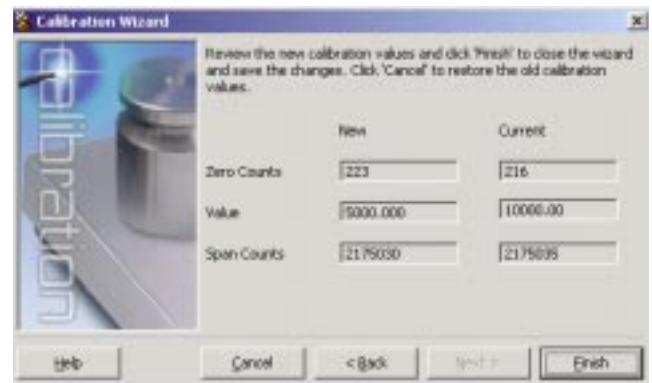 Calibration Wizard
calibration
Review the new calibration values and click 'Finish' to close the wizard
and save the changes. Click 'Cancel' to restore the old calibration
values.
New Current
Zero Counts 223 216
Value 5000.000 10000.00
Span Counts 2175030 2175035
Help Cancel < Back Next > Finish